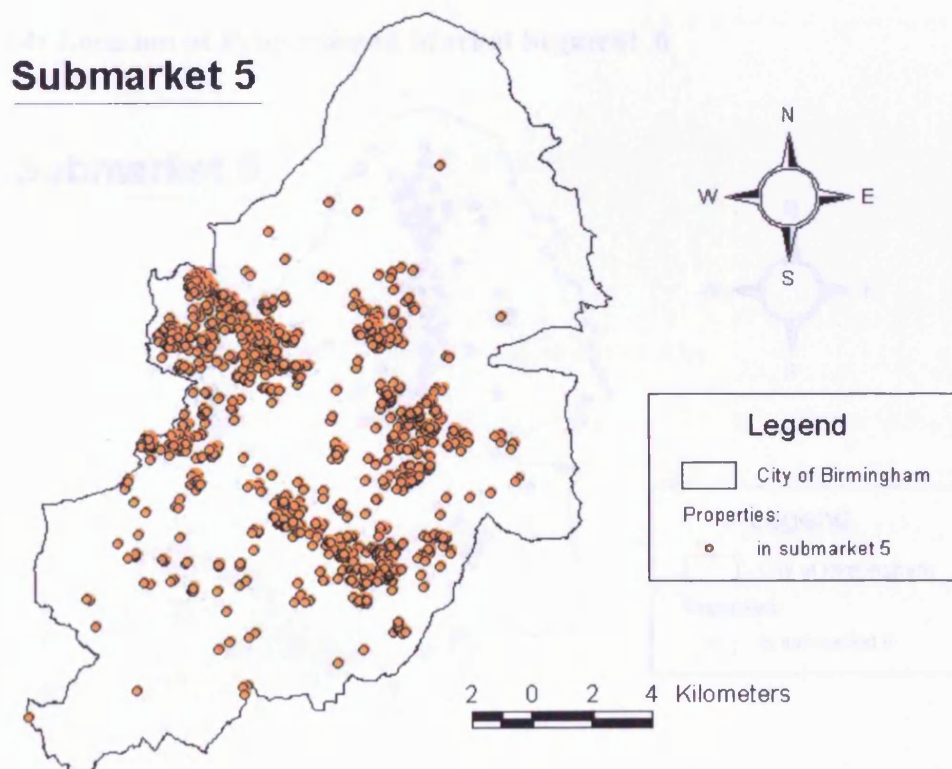 Submarket 5
N
W E
S
Legend
City of Birmingham
Properties:
in submarket 5
2 0 2 4 Kilometers